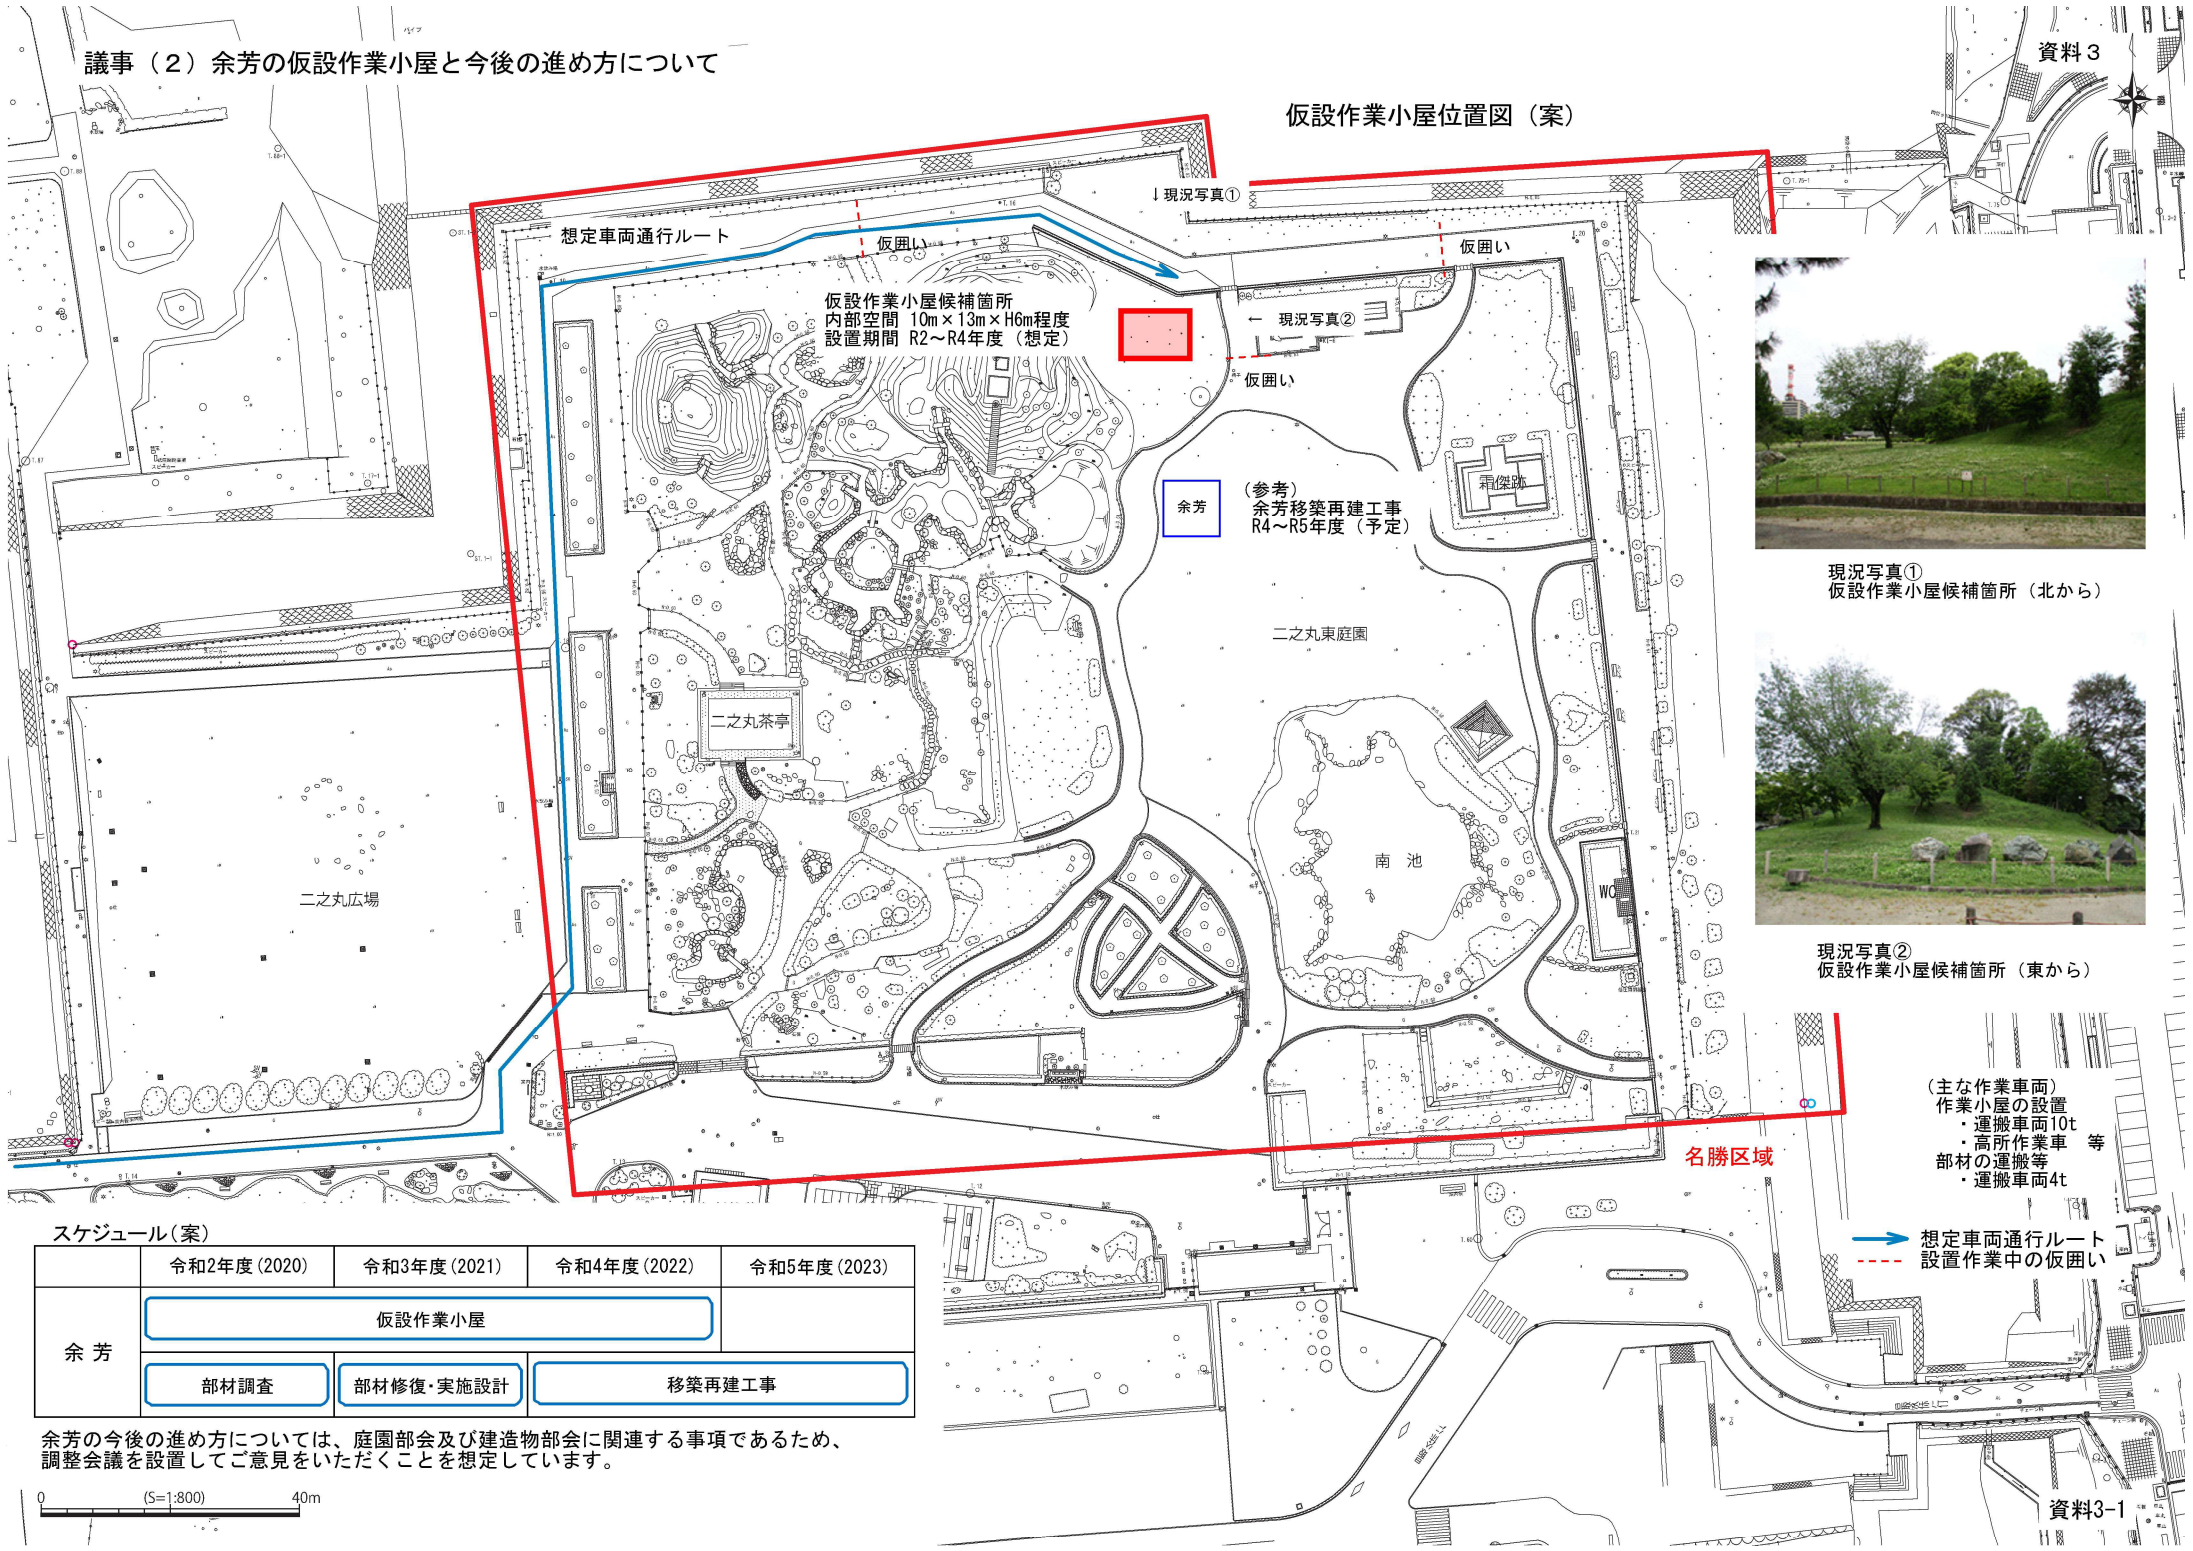 議事（２）余芳の仮設作業小屋と今後の進め方について
資料３
仮設作業小屋位置図（案）
↓現況写真①
想定車両通行ルート
仮囲い
仮囲い
仮設作業小屋候補箇所
内部空間 10m×13m×H6m程度
設置期間 R2～R4年度（想定）
← 現況写真②
仮囲い
余芳
（参考）
余芳移築再建工事
R4～R5年度（予定）
霜傑跡
二之丸東庭園
二之丸茶亭
南 池
二之丸広場
WC
現況写真①
仮設作業小屋候補箇所（北から）
現況写真②
仮設作業小屋候補箇所（東から）
（主な作業車両）
作業小屋の設置
・運搬車両10t
・高所作業車 等
部材の運搬等
・運搬車両4t
名勝区域
想定車両通行ルート
設置作業中の仮囲い
スケジュール（案）
令和2年度(2020) 令和3年度(2021) 令和4年度(2022) 令和5年度(2023)
余 芳
仮設作業小屋
部材調査 部材修復・実施設計 移築再建工事
余芳の今後の進め方については、庭園部会及び建造物部会に関連する事項であるため、
調整会議を設置してご意見をいただくことを想定しています。
0 (S=1:800) 40m
資料3-1